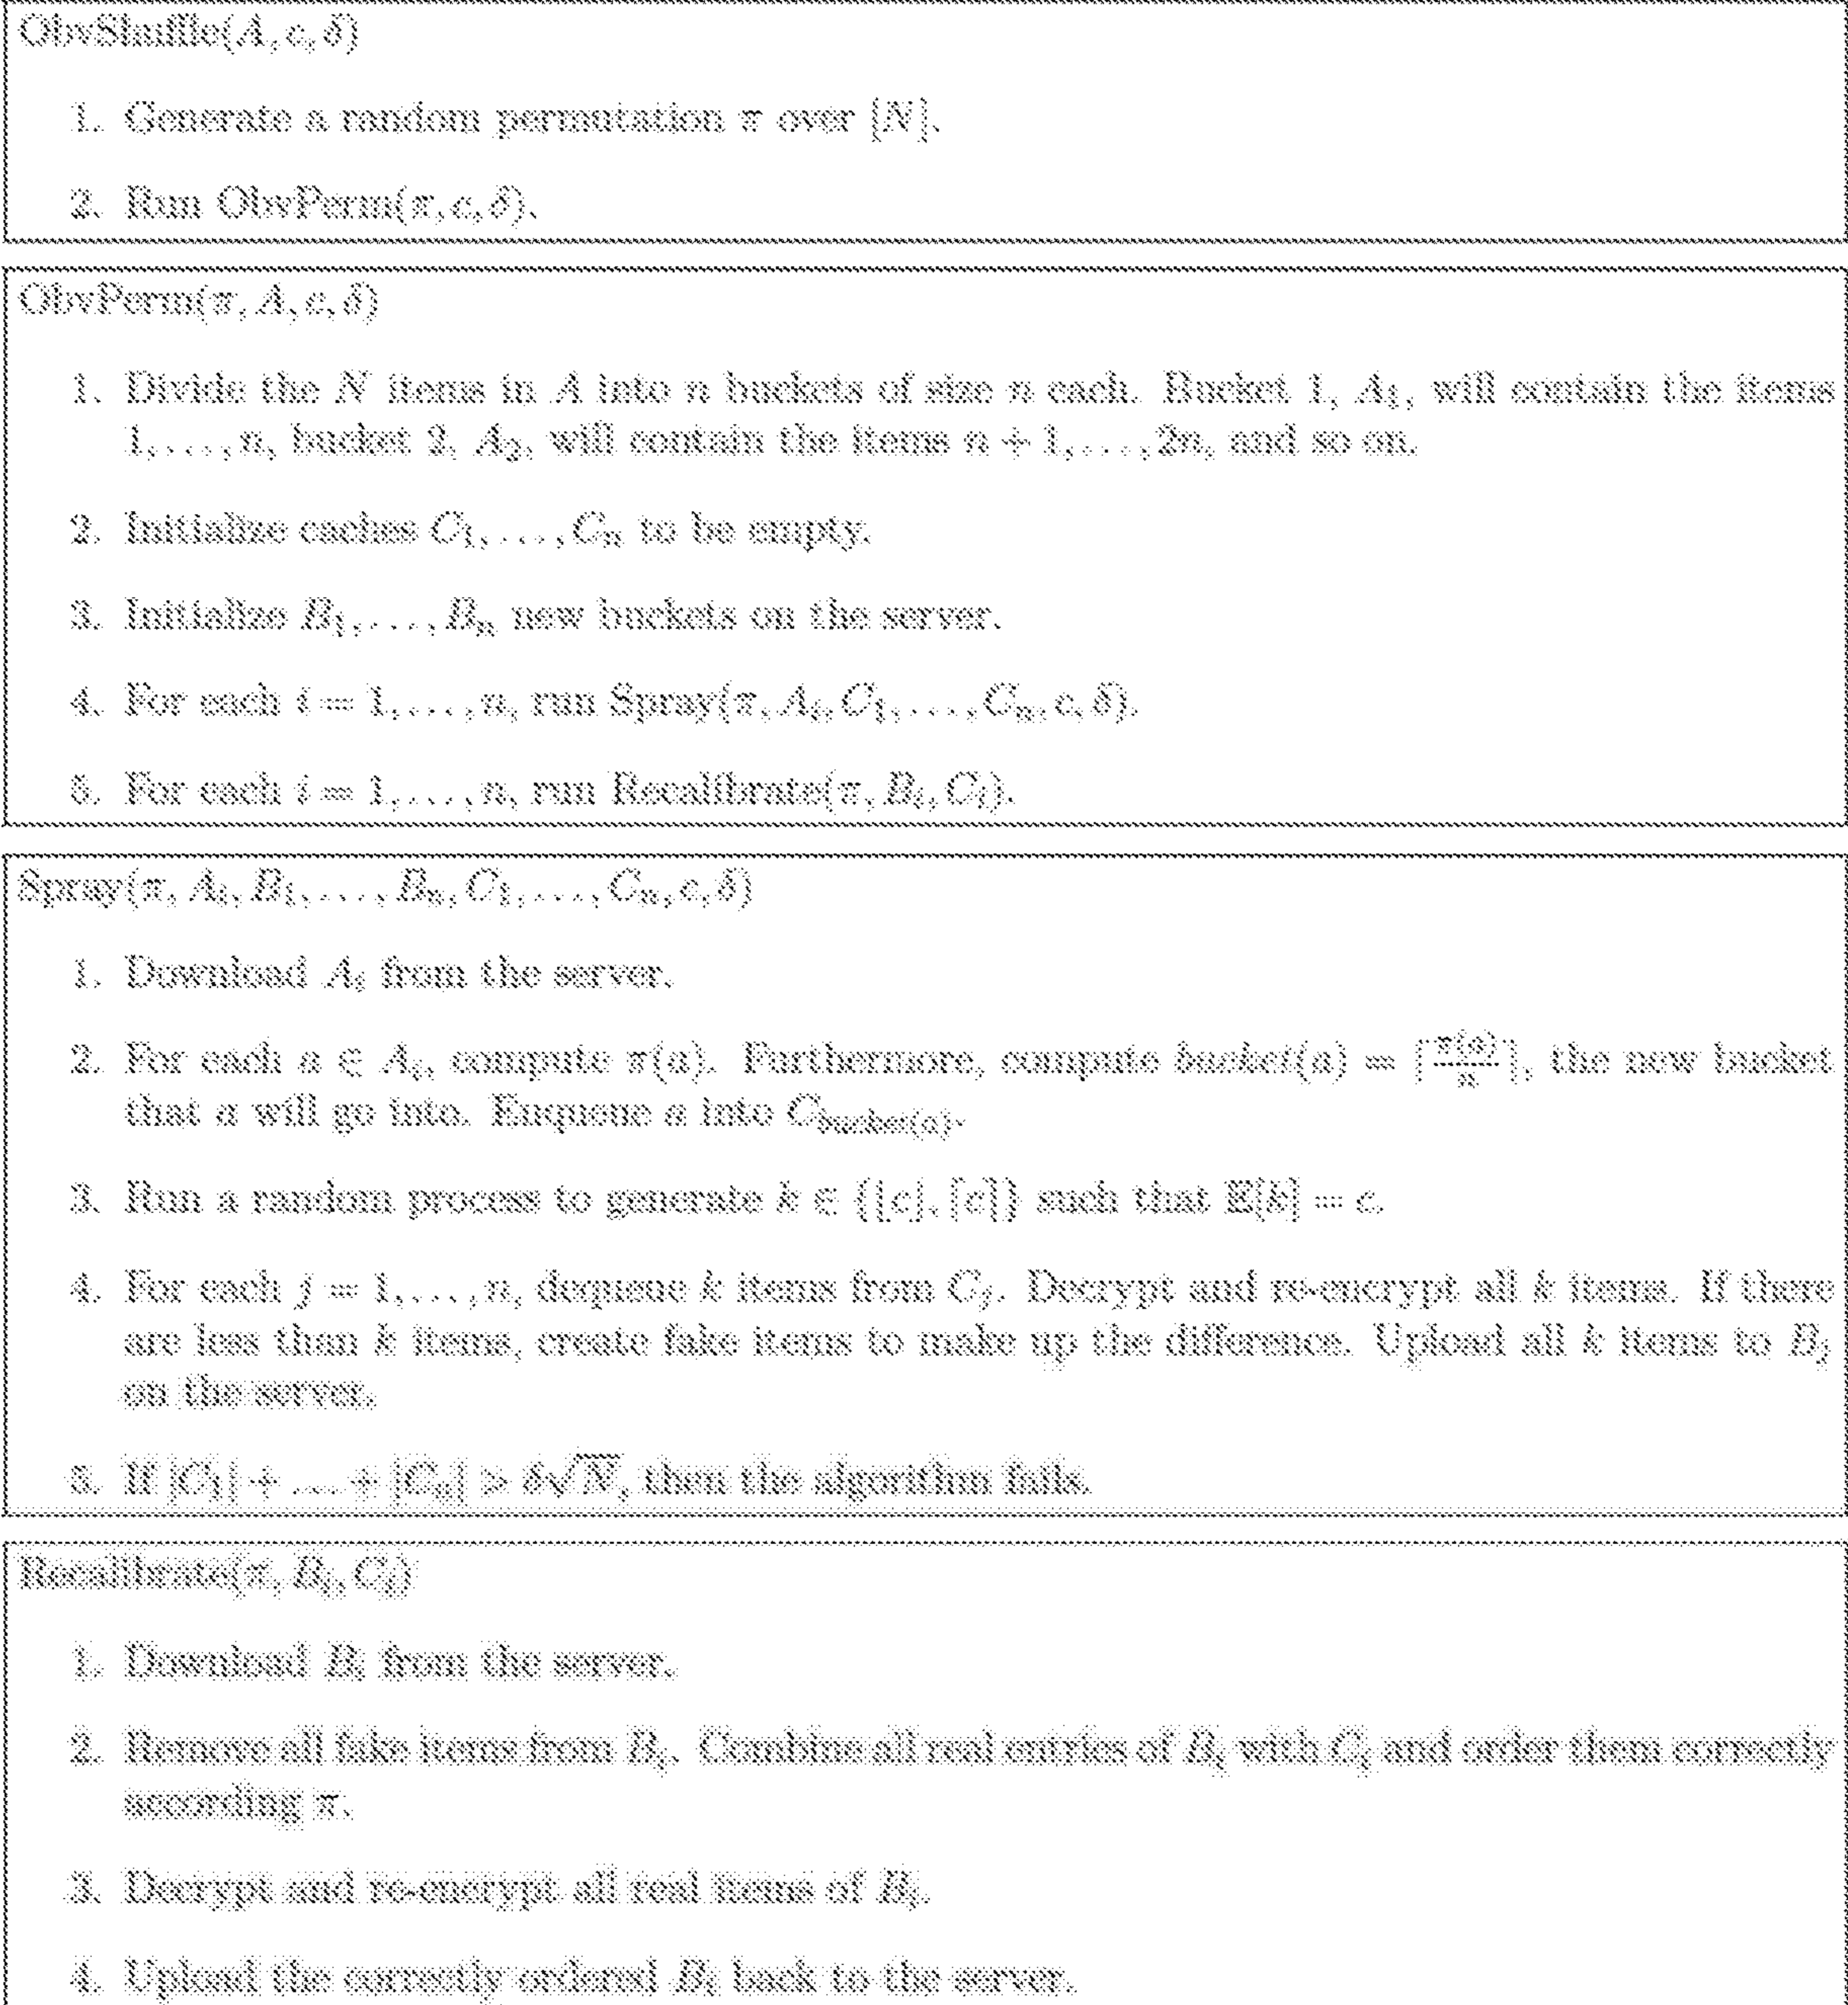 ObvShuffle(A, c, δ)
1. Generate a random permutation π over [N].
2. Run ObvPerm(π, c, δ).
ObvPerm(π, A, c, δ)
1. Divide the N items in A into n buckets of size n each. Bucket 1, A₁, will contain the items
1, . . . , n, bucket 2, A₂, will contain the items n + 1, . . . , 2n, and so on.
2. Initialize caches C₁, . . . , Cₙ to be empty.
3. Initialize B₁, . . . , Bₙ new buckets on the server.
4. For each i = 1, . . . , n, run Spray(π, Aᵢ, C₁, . . . , Cₙ, c, δ).
5. For each i = 1, . . . , n, run Recalibrate(π, Bᵢ, Cᵢ).
Spray(π, Aᵢ, B₁, . . . , Bₙ, C₁, . . . , Cₙ, c, δ)
1. Download Aᵢ from the server.
2. For each a ∈ Aᵢ, compute π(a). Furthermore, compute bucket(a) = ⌈π(a)/n⌉, the new bucket
that a will go into. Enqueue a into C_bucket(a).
3. Run a random process to generate k ∈ {⌊c⌋, ⌈c⌉} such that 𝔼[k] = c.
4. For each j = 1, . . . , n, dequeue k items from Cⱼ. Decrypt and re-encrypt all k items. If there
are less than k items, create fake items to make up the difference. Upload all k items to Bⱼ
on the server.
5. If |C₁| + . . . + |Cₙ| > δ√N, then the algorithm fails.
Recalibrate(π, Bᵢ, Cᵢ)
1. Download Bᵢ from the server.
2. Remove all fake items from Bᵢ. Combine all real entries of Bᵢ with Cᵢ and order them correctly
according π.
3. Decrypt and re-encrypt all real items of Bᵢ.
4. Upload the correctly ordered Bᵢ back to the server.